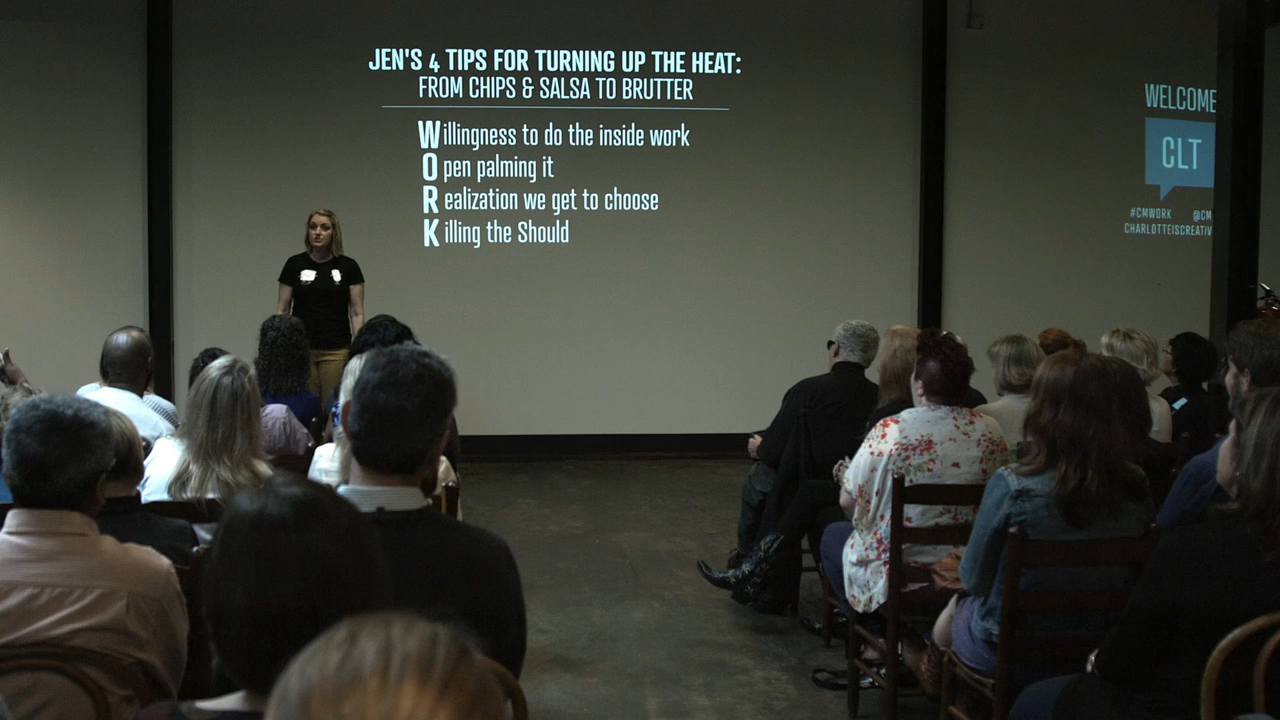 JEN'S 4 TIPS FOR TURNING UP THE HEAT:
FROM CHIPS & SALSA TO BRUTTER
Willingness to do the inside work
Open palming it
Realization we get to choose
Killing the Should
WELCOME
CLT
#CMWORK @CM
CHARLOTTEISCREATIV